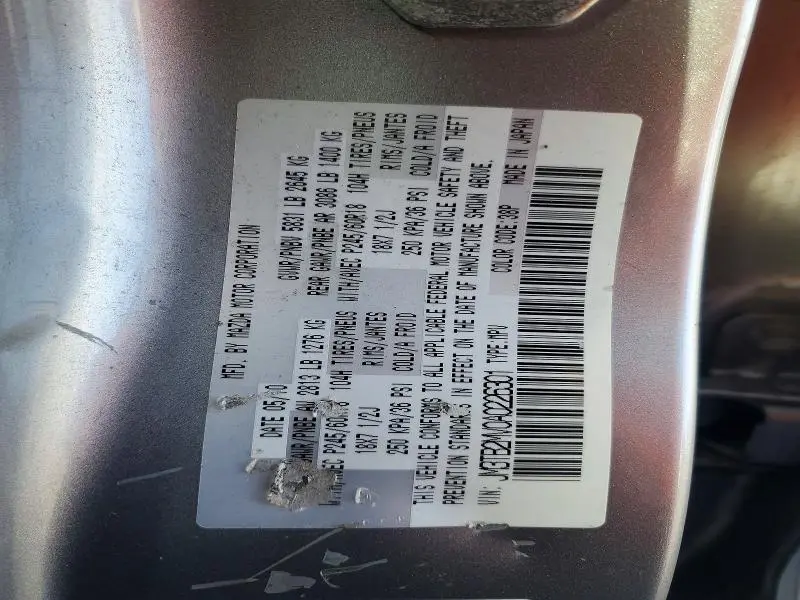 MFD. BY MAZDA MOTOR CORPORATION
DATE 05/10 GVWR/PNBV 5831 LB 2645 KG
GAWR/PNBE AV 2813 LB 1276 KG REAR GAWR/PNBE AR 3086 LB 1400 KG
WITH/AVEC P245/60R18 104H TIRES/PNEUS WITH/AVEC P245/60R18 104H TIRES/PNEUS
18X7 1/2J RIMS/JANTES 18X7 1/2J RIMS/JANTES
250 KPA/36 PSI COLD/A FROID 250 KPA/36 PSI COLD/A FROID
THIS VEHICLE CONFORMS TO ALL APPLICABLE FEDERAL MOTOR VEHICLE SAFETY AND THEFT
PREVENTION STANDARDS IN EFFECT ON THE DATE OF MANUFACTURE SHOWN ABOVE.
VIN: JM3TB2MA0A0226301 TYPE:MPV COLOR CODE:38P MADE IN JAPAN